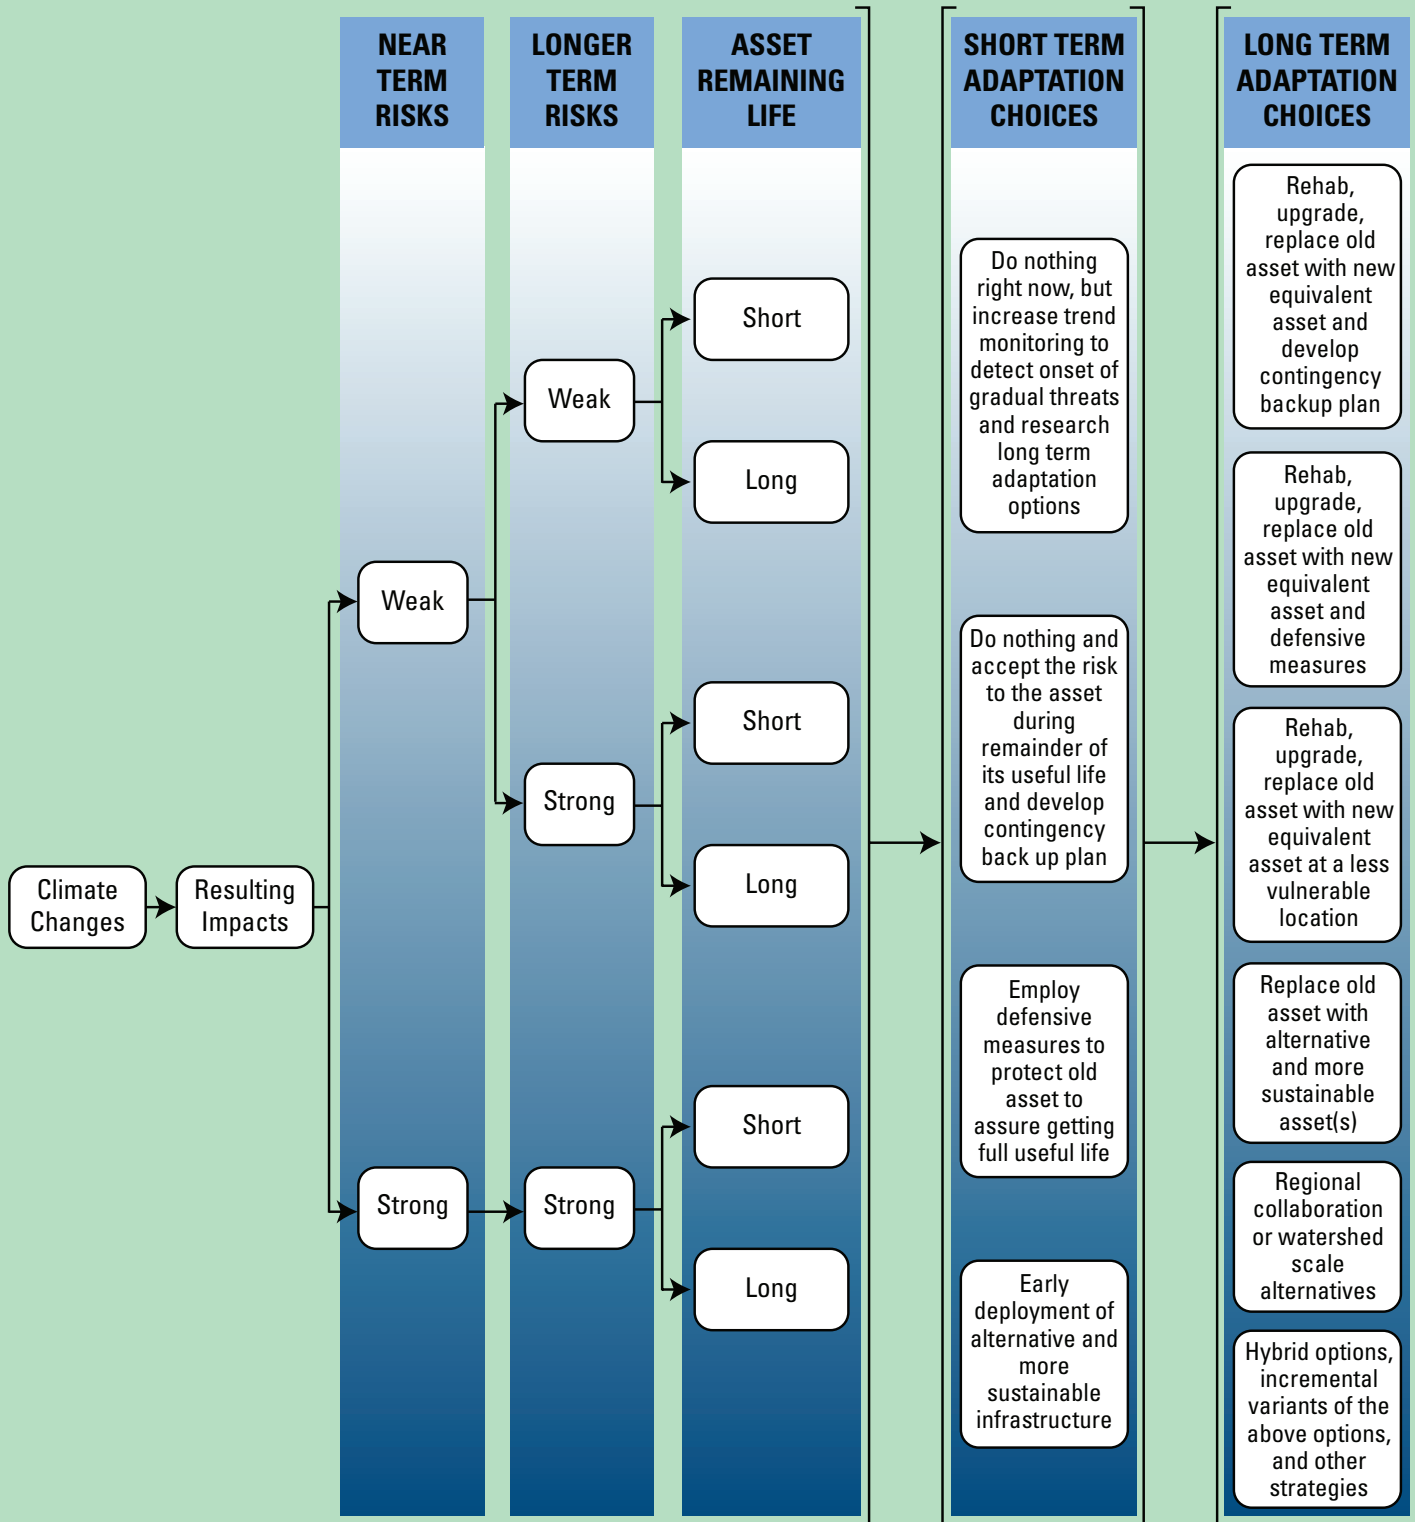 NEAR
TERM
RISKS
LONGER
TERM
RISKS
ASSET
REMAINING
LIFE
SHORT TERM
ADAPTATION
CHOICES
LONG TERM
ADAPTATION
CHOICES
Climate
Changes
Resulting
Impacts
Weak
Strong
Weak
Strong
Strong
Short
Long
Short
Long
Short
Long
Do nothing
right now, but
increase trend
monitoring to
detect onset of
gradual threats
and research
long term
adaptation
options
Do nothing and
accept the risk
to the asset
during
remainder of
its useful life
and develop
contingency
back up plan
Employ
defensive
measures to
protect old
asset to
assure getting
full useful life
Early
deployment of
alternative and
more
sustainable
infrastructure
Rehab,
upgrade,
replace old
asset with new
equivalent
asset and
develop
contingency
backup plan
Rehab,
upgrade,
replace old
asset with new
equivalent
asset and
defensive
measures
Rehab,
upgrade,
replace old
asset with new
equivalent
asset at a less
vulnerable
location
Replace old
asset with
alternative
and more
sustainable
asset(s)
Regional
collaboration
or watershed
scale
alternatives
Hybrid options,
incremental
variants of the
above options,
and other
strategies